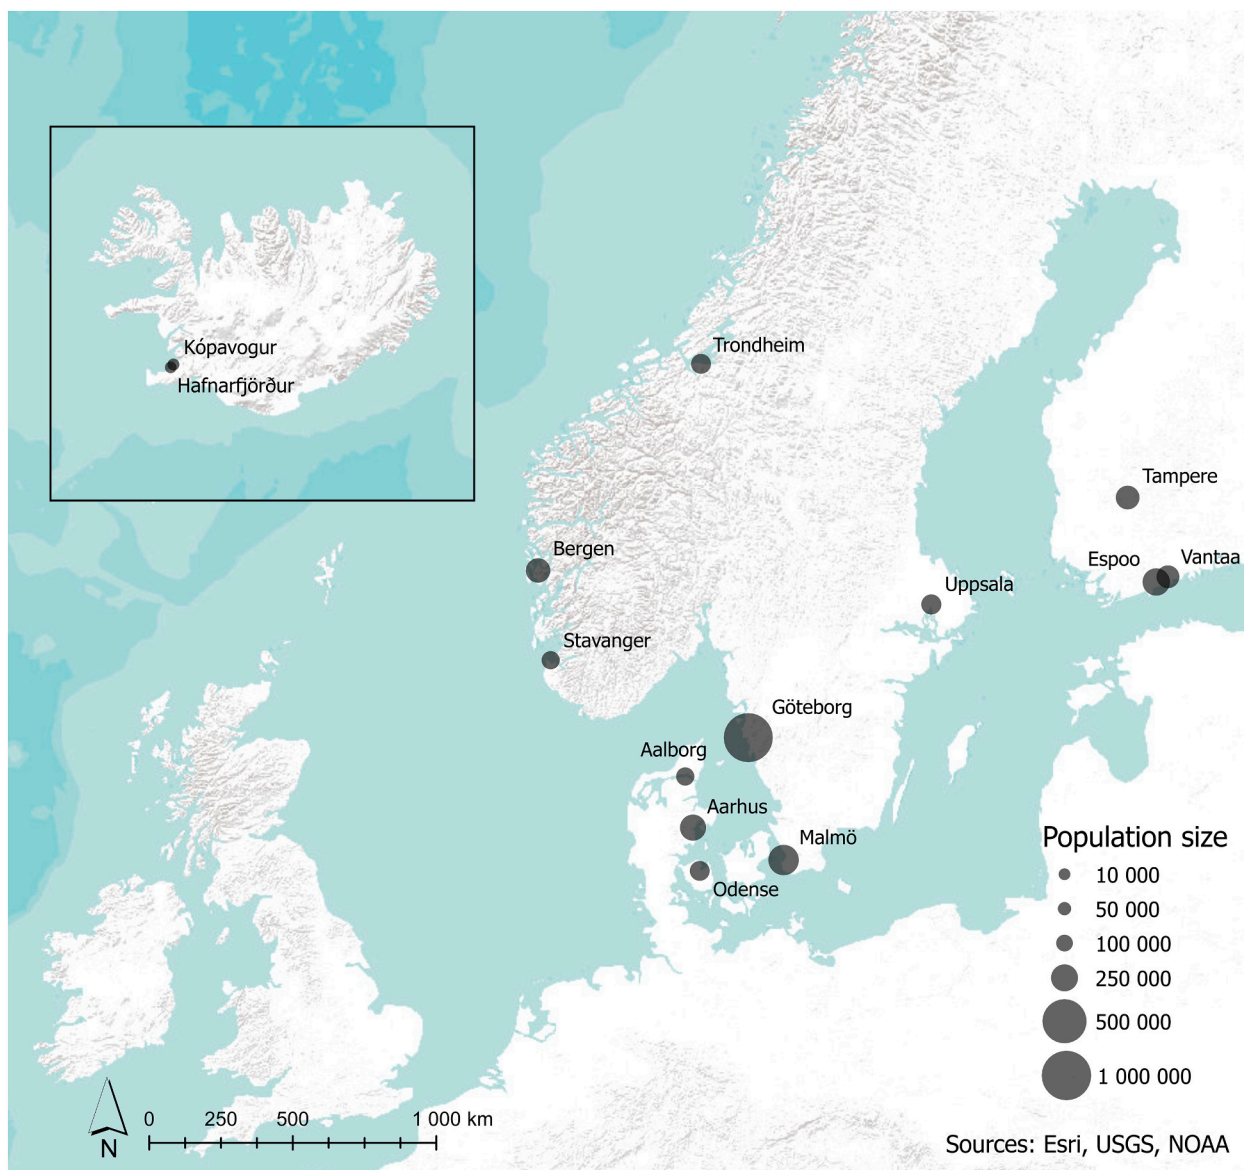 Kópavogur
Hafnarfjörður
Trondheim
Tampere
Bergen
Espoo
Vantaa
Uppsala
Stavanger
Göteborg
Aalborg
Aarhus
Malmö
Odense
Population size
10 000
50 000
100 000
250 000
500 000
1 000 000
0 250 500 1 000 km
N
Sources: Esri, USGS, NOAA